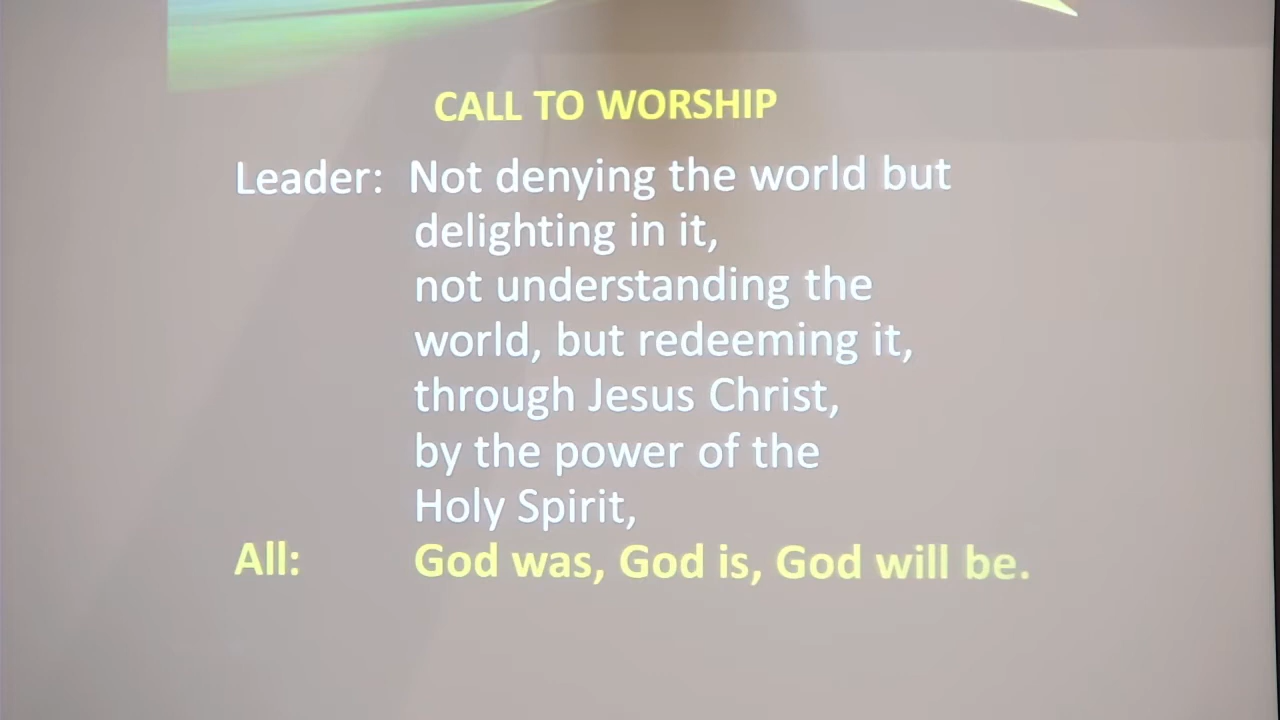 CALL TO WORSHIP
Leader: Not denying the world but
delighting in it,
not understanding the
world, but redeeming it,
through Jesus Christ,
by the power of the
Holy Spirit,
All: God was, God is, God will be.